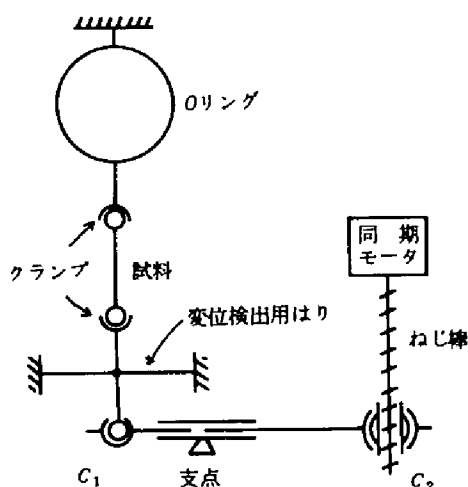 Oリング
クランプ
試料
同期
モータ
変位検出用はり
ねじ棒
C₁
支点
C₂